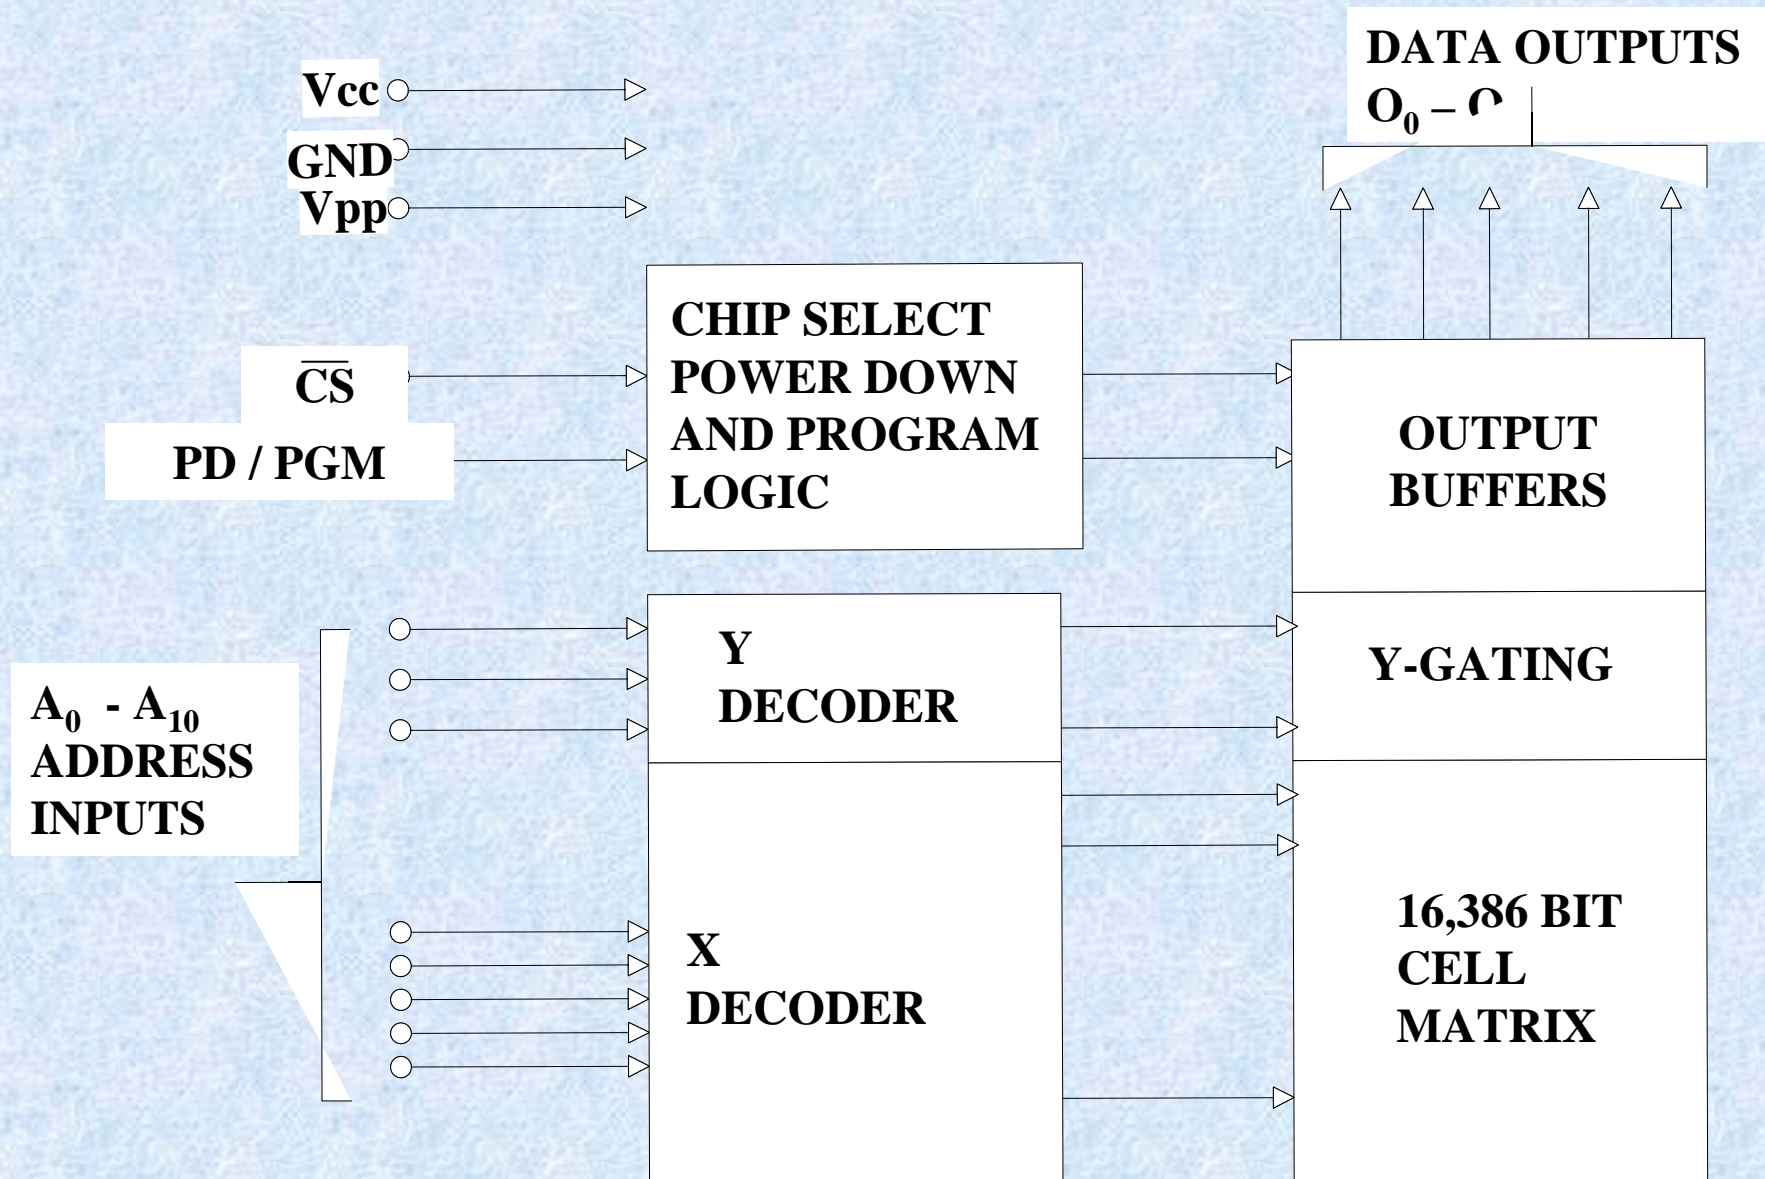 DATA OUTPUTS
O₀ –
Vcc
GND
Vpp
CHIP SELECT
POWER DOWN
AND PROGRAM
LOGIC
CS
PD / PGM
OUTPUT
BUFFERS
Y
DECODER
Y-GATING
A₀ - A₁₀
ADDRESS
INPUTS
X
DECODER
16,386 BIT
CELL
MATRIX